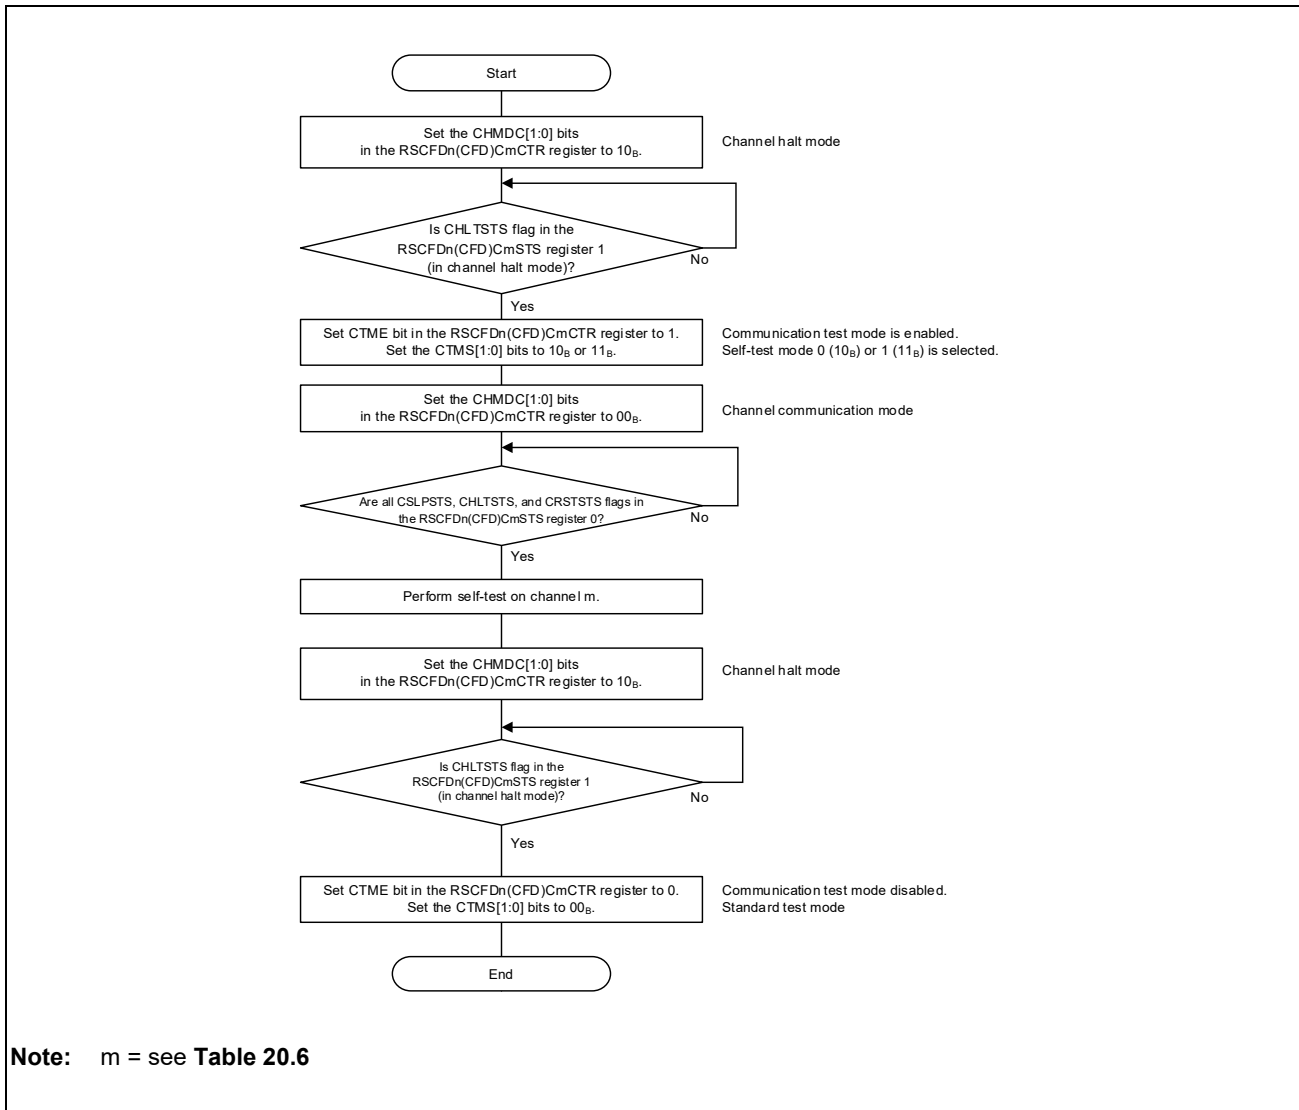 Start
Set the CHMDC[1:0] bits
in the RSCFDn(CFD)CmCTR register to 10B.
Channel halt mode
Is CHLTSTS flag in the
RSCFDn(CFD)CmSTS register 1
(in channel halt mode)?
No
Yes
Set CTME bit in the RSCFDn(CFD)CmCTR register to 1.
Set the CTMS[1:0] bits to 10B or 11B.
Communication test mode is enabled.
Self-test mode 0 (10B) or 1 (11B) is selected.
Set the CHMDC[1:0] bits
in the RSCFDn(CFD)CmCTR register to 00B.
Channel communication mode
Are all CSLPSTS, CHLTSTS, and CRSTSTS flags in
the RSCFDn(CFD)CmSTS register 0?
No
Yes
Perform self-test on channel m.
Set the CHMDC[1:0] bits
in the RSCFDn(CFD)CmCTR register to 10B.
Channel halt mode
Is CHLTSTS flag in the
RSCFDn(CFD)CmSTS register 1
(in channel halt mode)?
No
Yes
Set CTME bit in the RSCFDn(CFD)CmCTR register to 0.
Set the CTMS[1:0] bits to 00B.
Communication test mode disabled.
Standard test mode
End
Note: m = see Table 20.6